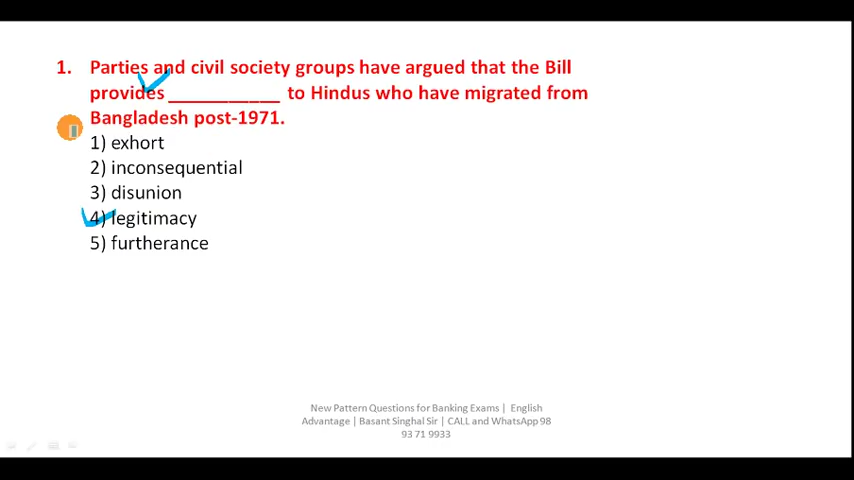 1. Parties and civil society groups have argued that the Bill
provides ___________ to Hindus who have migrated from
Bangladesh post-1971.
1) exhort
2) inconsequential
3) disunion
4) legitimacy
5) furtherance
New Pattern Questions for Banking Exams | English
Advantage | Basant Singhal Sir | CALL and WhatsApp 98
93 71 9933